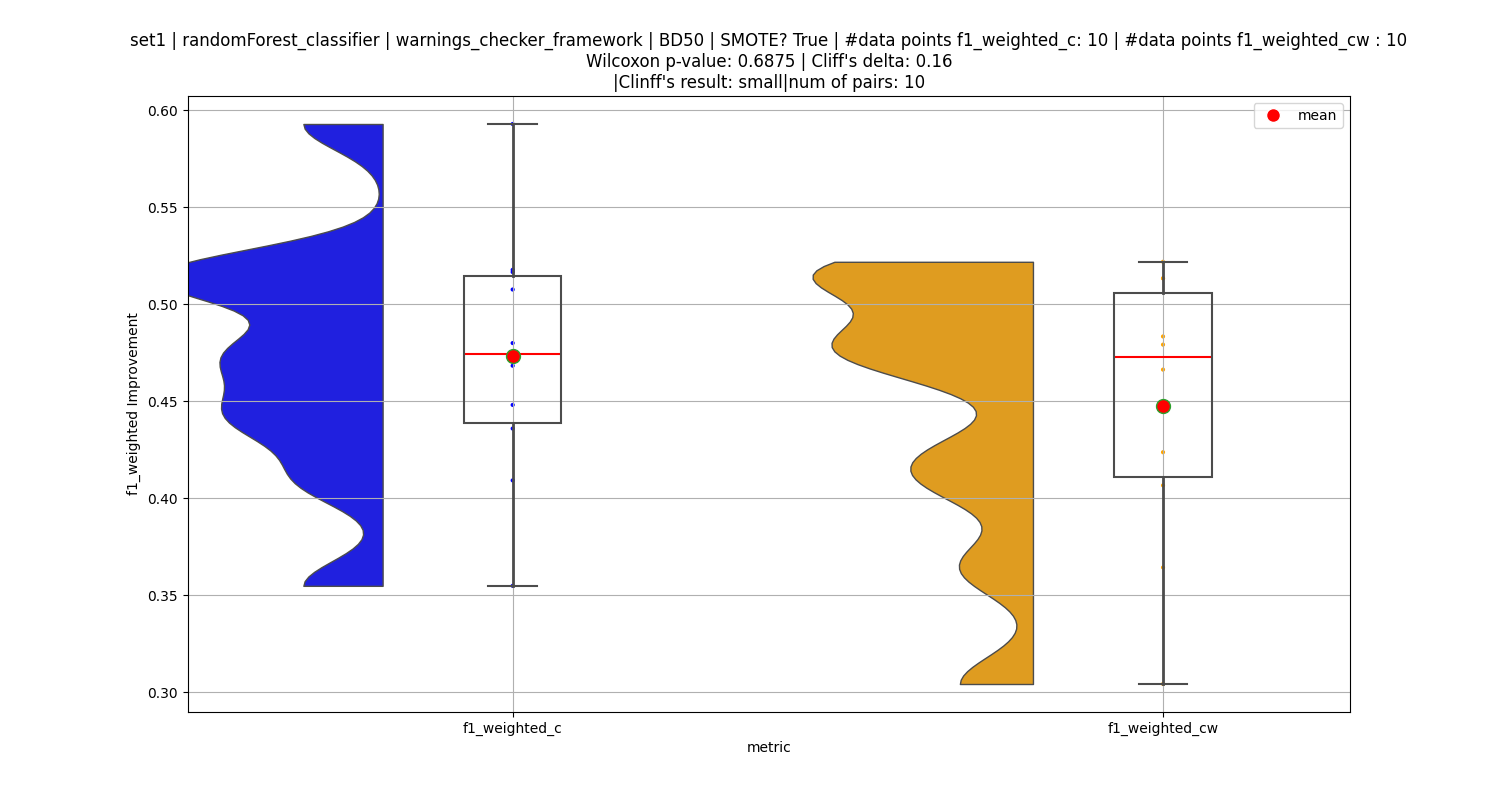 set1 | randomForest_classifier | warnings_checker_framework | BD50 | SMOTE? True | #data points f1_weighted_c: 10 | #data points f1_weighted_cw : 10
Wilcoxon p-value: 0.6875 | Cliff's delta: 0.16
|Clinff's result: small|num of pairs: 10
mean
0.60
0.55
0.50
0.45
0.40
0.35
0.30
f1_weighted Improvement
f1_weighted_c
f1_weighted_cw
metric